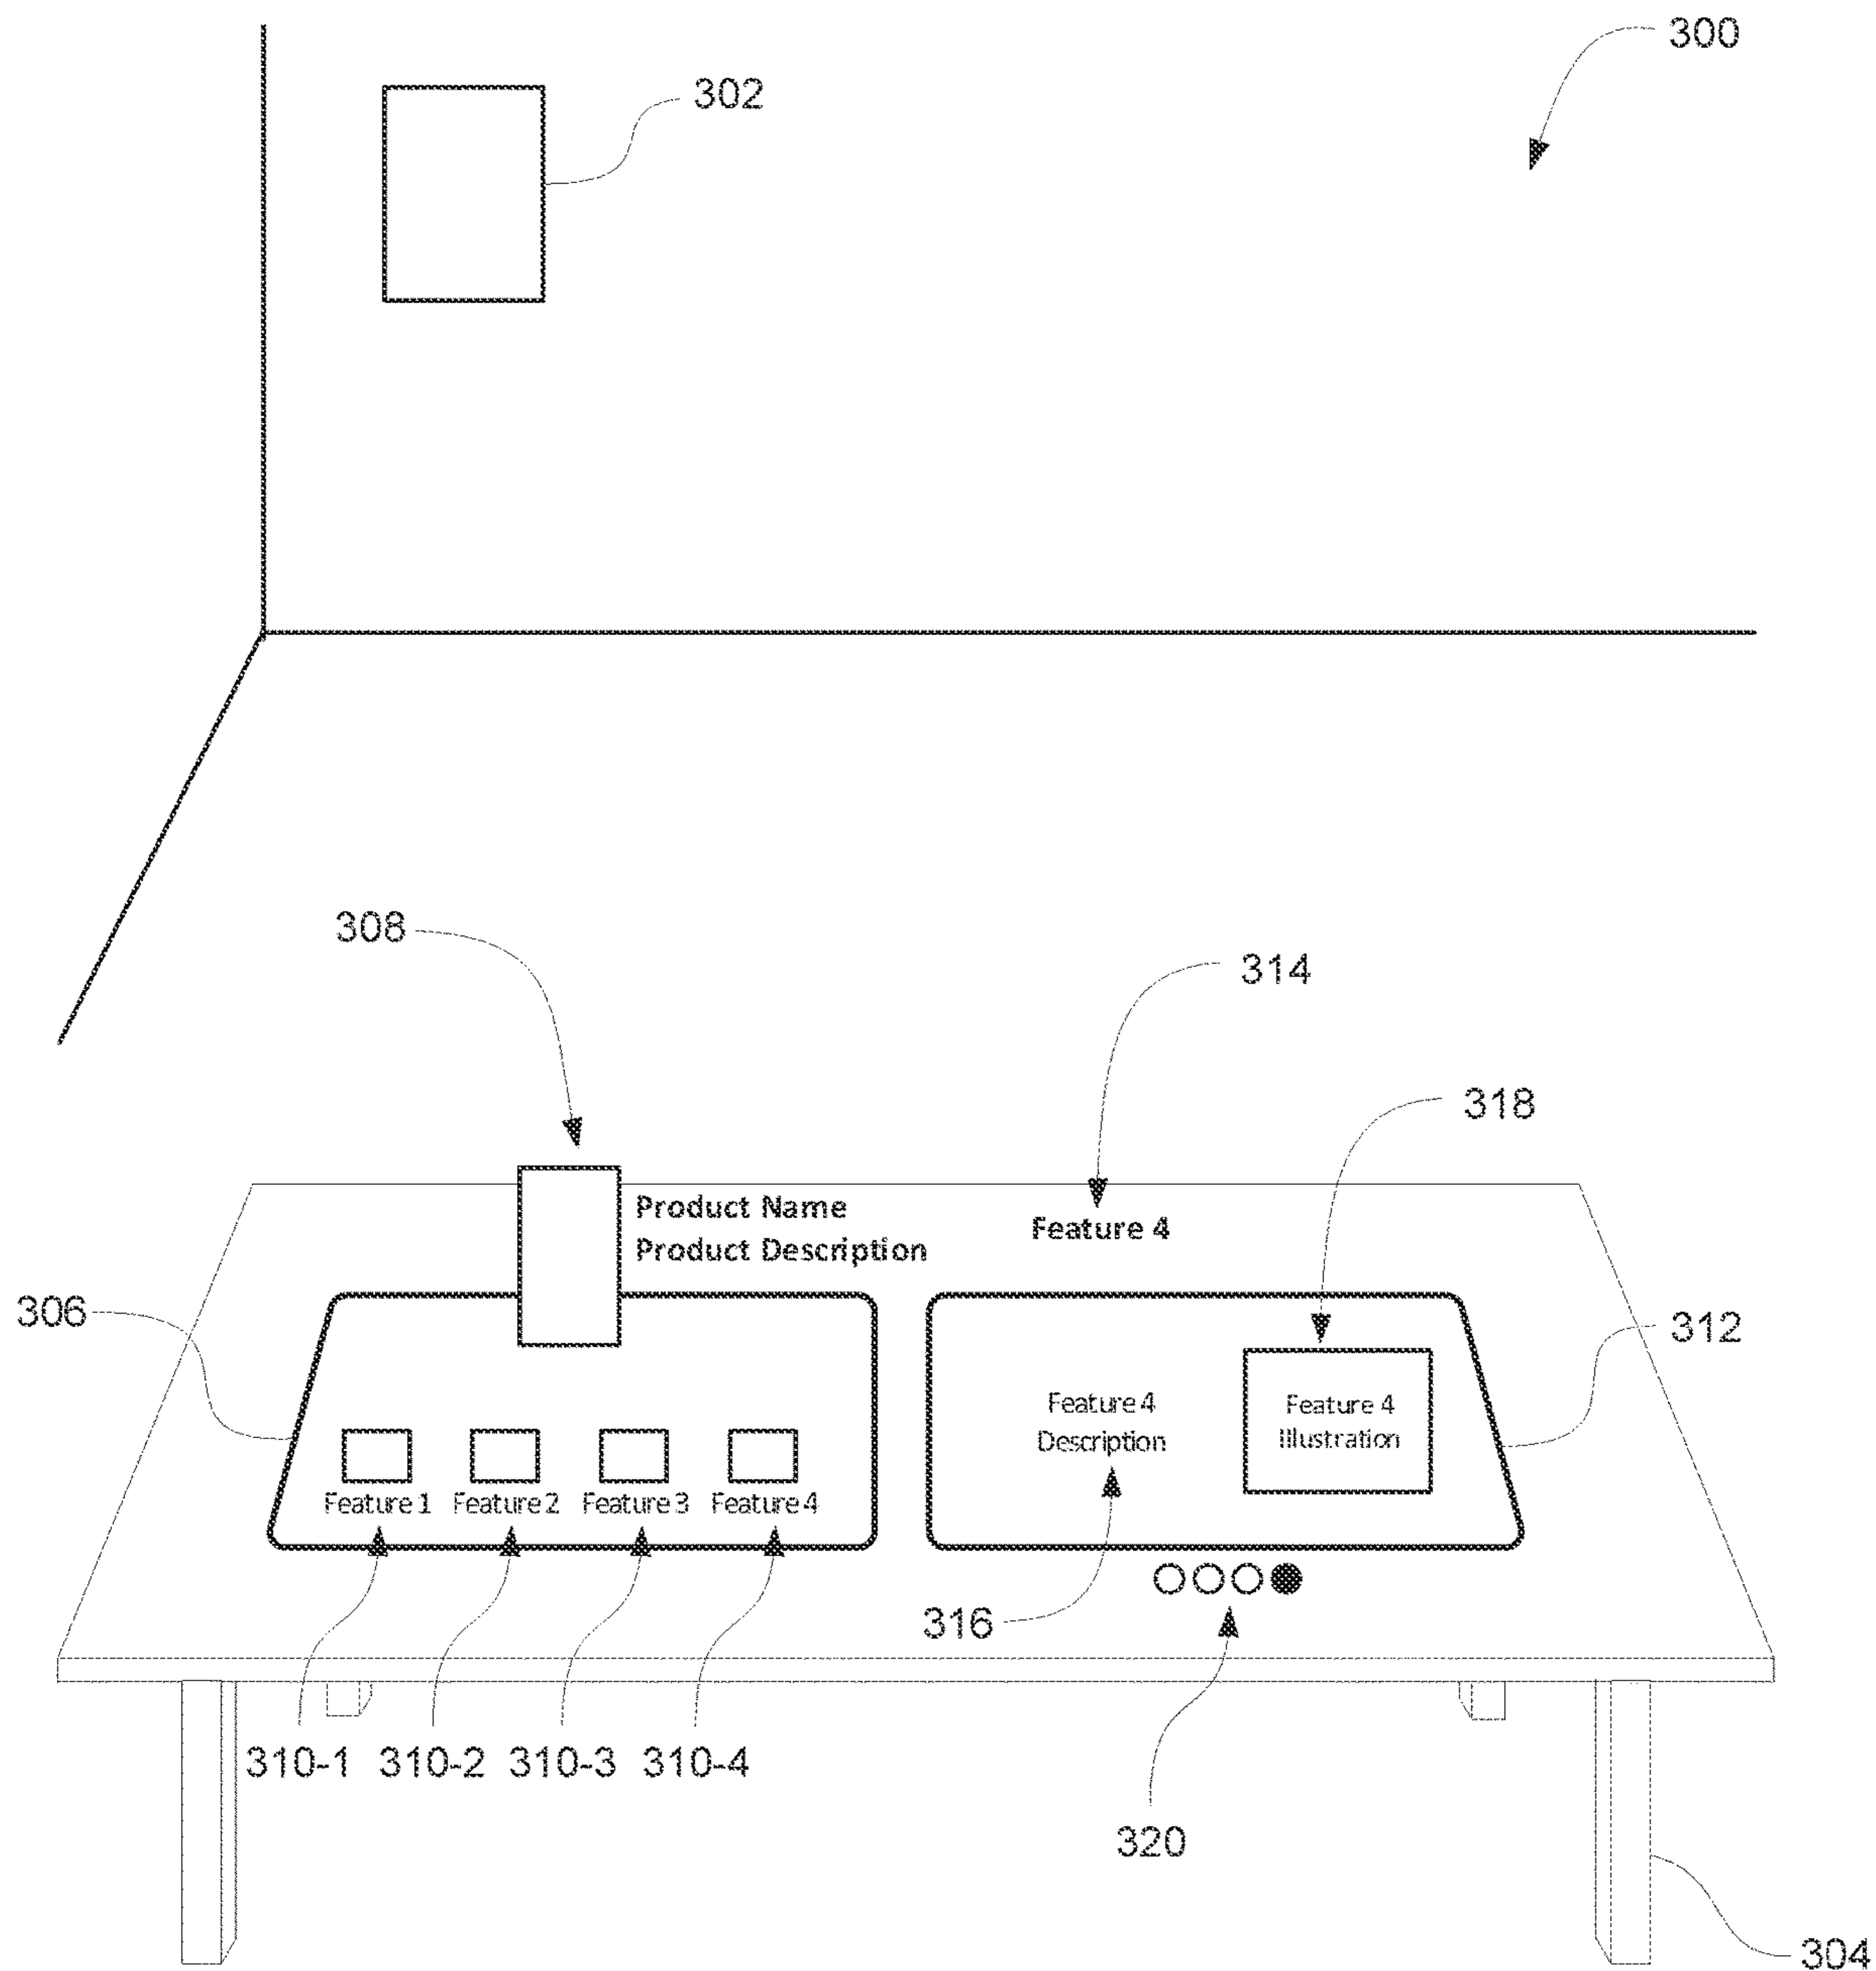 300
302
308
314
318
Product Name
Product Description
Feature 4
306
312
Feature 4
Description
Feature 4
Illustration
Feature 1
Feature 2
Feature 3
Feature 4
316
310-1
310-2
310-3
310-4
320
304